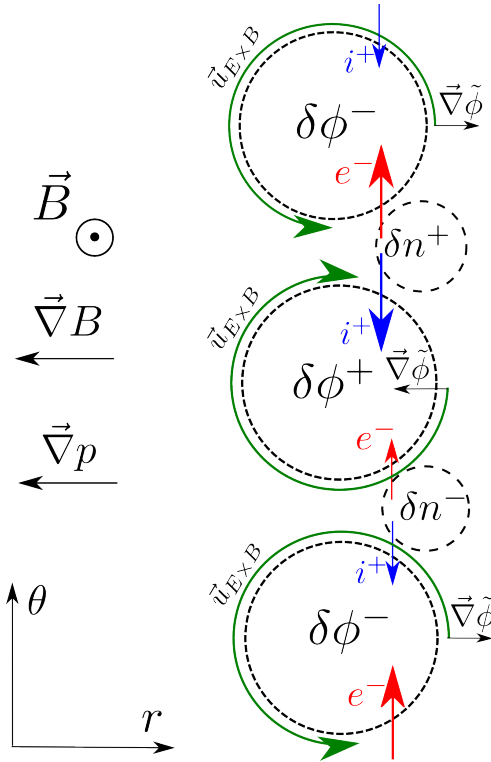 u⃗_{E×B}
i⁺
∇⃗ϕ̃
δϕ⁻
e⁻
B⃗
δn⁺
∇⃗B
u⃗_{E×B}
i⁺
∇⃗ϕ̃
δϕ⁺
∇⃗p
e⁻
δn⁻
u⃗_{E×B}
i⁺
∇⃗ϕ̃
θ
δϕ⁻
e⁻
r